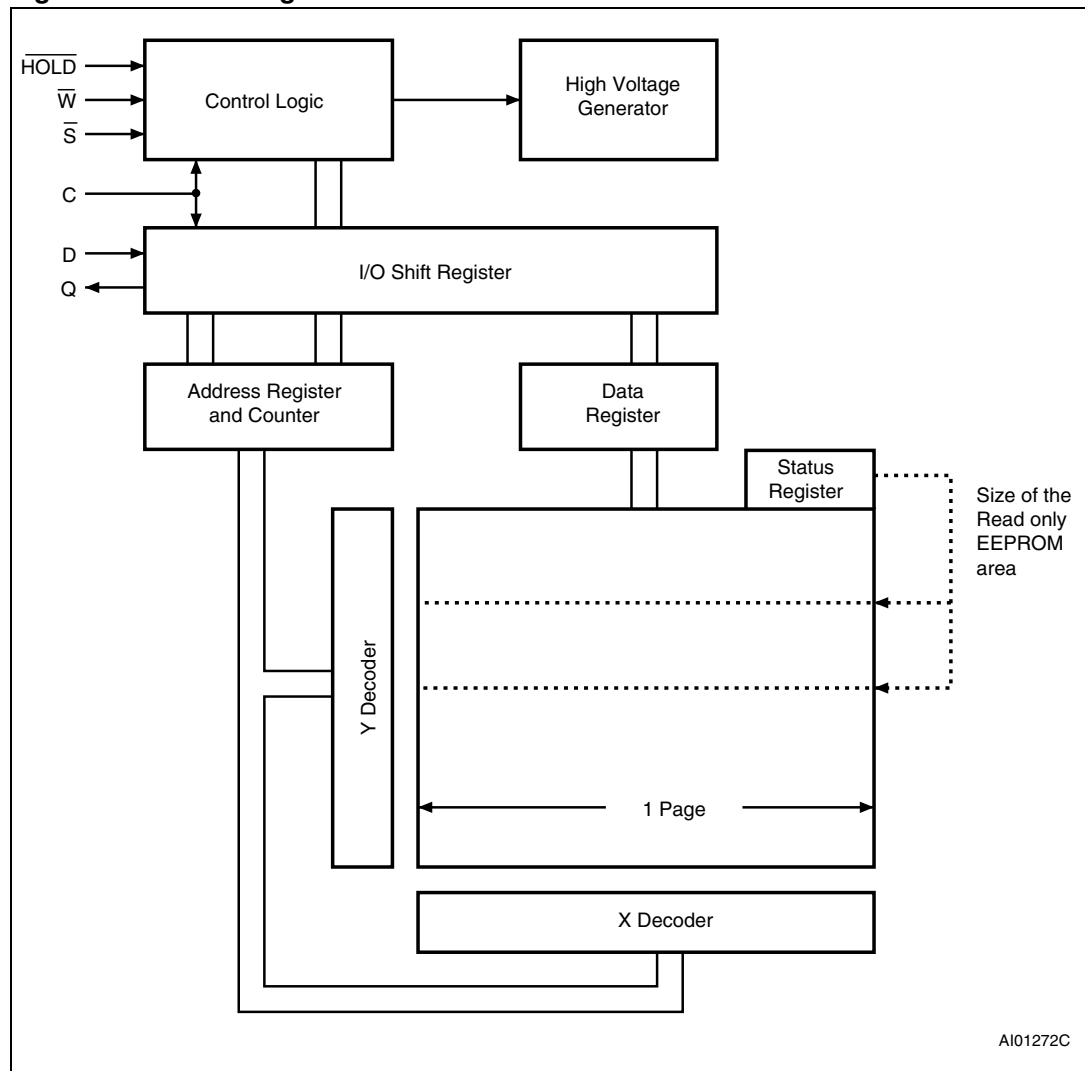 HOLD
W
S
C
D
Q
Control Logic
High Voltage
Generator
I/O Shift Register
Address Register
and Counter
Data
Register
Status
Register
Size of the
Read only
EEPROM
area
Y Decoder
1 Page
X Decoder
AI01272C